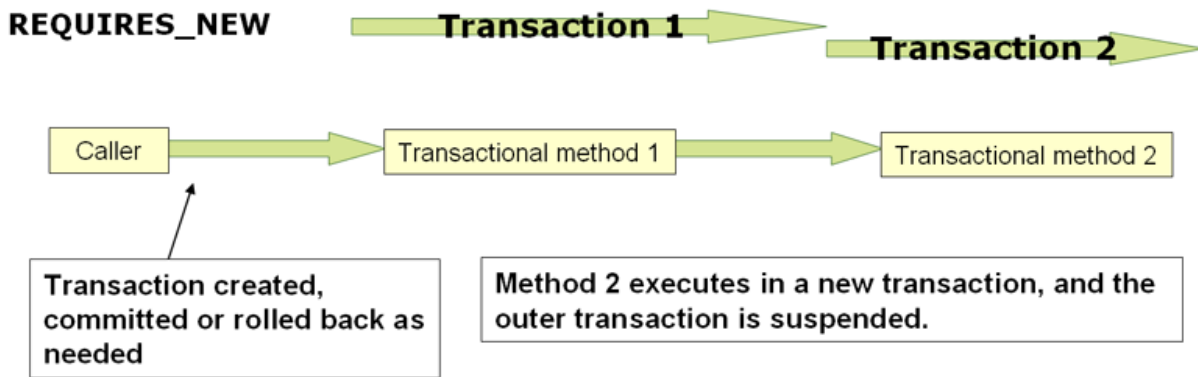 REQUIRES_NEW
Transaction 1
Transaction 2
Caller
Transactional method 1
Transactional method 2
Transaction created,
committed or rolled back as
needed
Method 2 executes in a new transaction, and the
outer transaction is suspended.